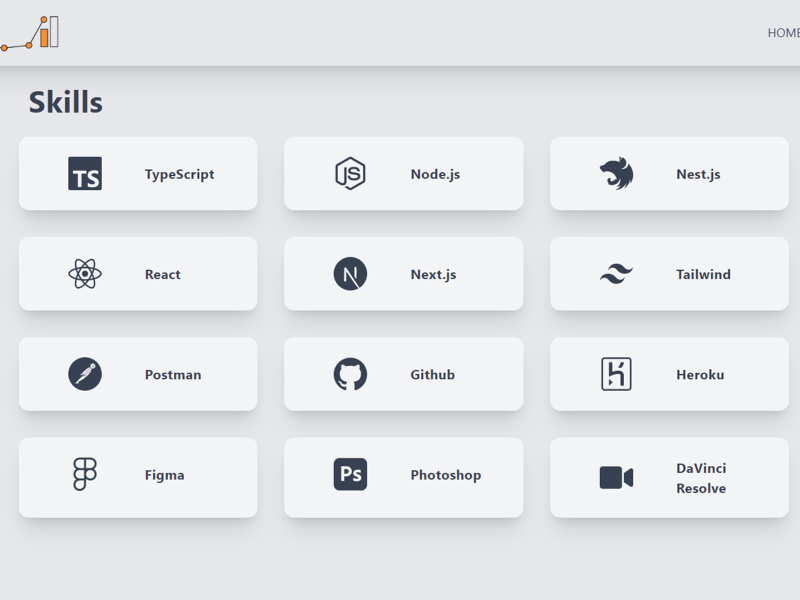 HOME
Skills
TS TypeScript
JS Node.js
Nest.js
React
N Next.js
Tailwind
Postman
Github
Heroku
Figma
Ps Photoshop
DaVinci
Resolve